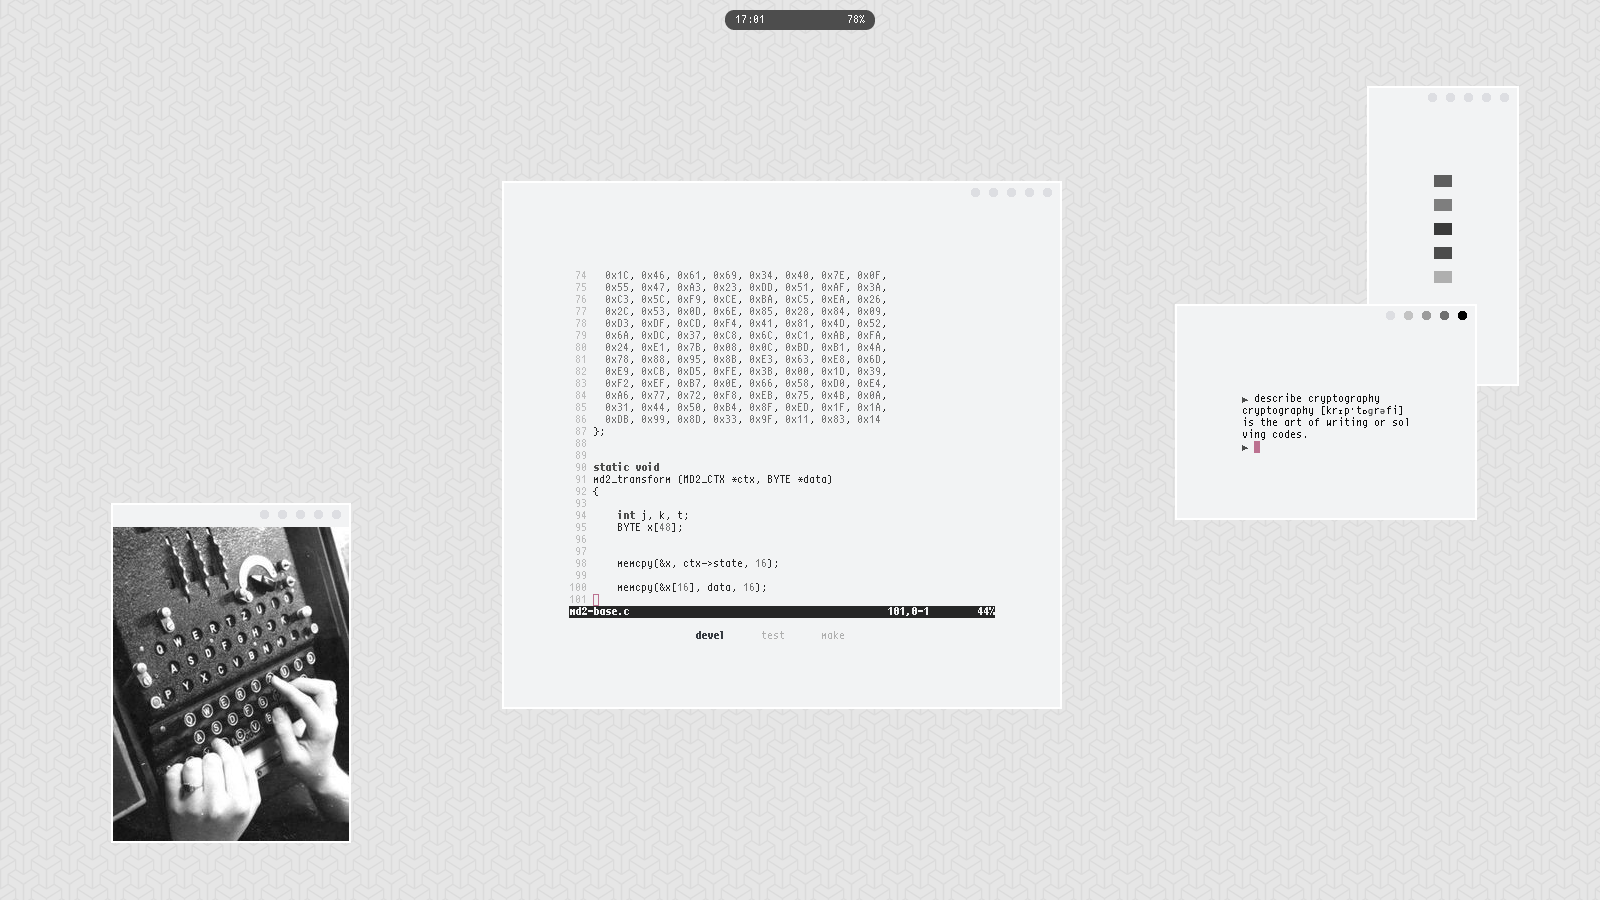 17:01 78%
74 0x1C, 0x46, 0x61, 0x69, 0x34, 0x40, 0x7E, 0x0F,
75 0x55, 0x47, 0xA3, 0x23, 0xDD, 0x51, 0xAF, 0x3A,
76 0xC3, 0x5C, 0xF9, 0xCE, 0xBA, 0xC5, 0xEA, 0x26,
77 0x2C, 0x53, 0x0D, 0x6E, 0x85, 0x28, 0x84, 0x09,
78 0xD3, 0xDF, 0xCD, 0xF4, 0x41, 0x81, 0x4D, 0x52,
79 0x6A, 0xDC, 0x37, 0xC8, 0x6C, 0xC1, 0xAB, 0xFA,
80 0x24, 0xE1, 0x7B, 0x08, 0x0C, 0xBD, 0xB1, 0x4A,
81 0x78, 0x88, 0x95, 0x8B, 0xE3, 0x63, 0xE8, 0x6D,
82 0xE9, 0xCB, 0xD5, 0xFE, 0x3B, 0x00, 0x1D, 0x39,
83 0xF2, 0xEF, 0xB7, 0x0E, 0x66, 0x58, 0xD0, 0xE4,
84 0xA6, 0x77, 0x72, 0xF8, 0xEB, 0x75, 0x4B, 0x0A,
85 0x31, 0x44, 0x50, 0xB4, 0x8F, 0xED, 0x1F, 0x1A,
86 0xDB, 0x99, 0x8D, 0x33, 0x9F, 0x11, 0x83, 0x14
87 };
88
89
90 static void
91 md2_transform (MD2_CTX *ctx, BYTE *data)
92 {
93
94 int j, k, t;
95 BYTE x[48];
96
97
98 memcpy(&x, ctx->state, 16);
99
100 memcpy(&x[16], data, 16);
101
md2-base.c 101,0-1 44%
devel test make
▶ describe cryptography
cryptography [krɪpˈtɒgrəfi]
is the art of writing or sol
ving codes.
▶
Q W E R T Z U O
A S D F G H J K
P Y X C V B N M L
Q W E R T U I O
A S D F G
C V B